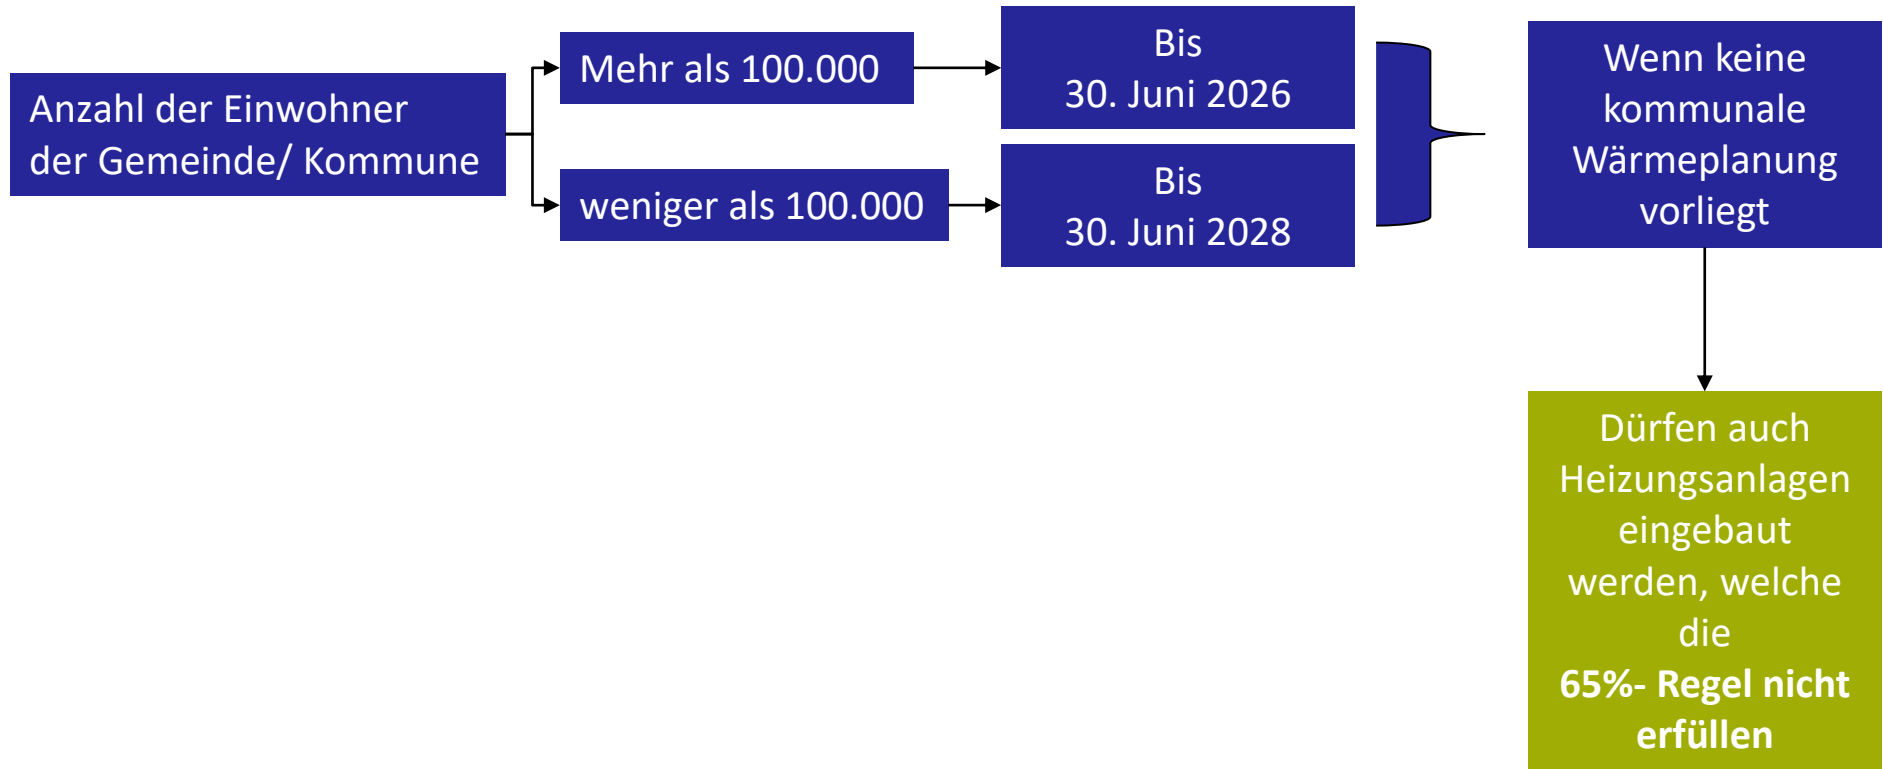 Anzahl der Einwohner
der Gemeinde/ Kommune
Mehr als 100.000
weniger als 100.000
Bis
30. Juni 2026
Bis
30. Juni 2028
Wenn keine
kommunale
Wärmeplanung
vorliegt
Dürfen auch
Heizungsanlagen
eingebaut
werden, welche
die
65%- Regel nicht
erfüllen